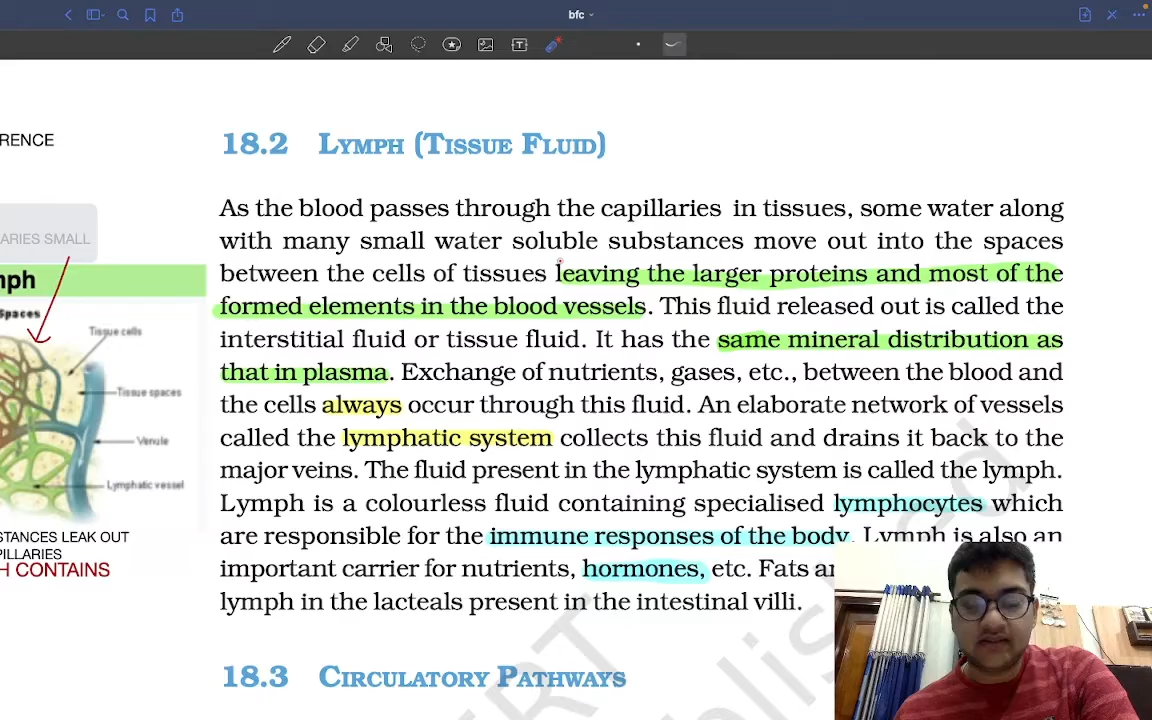 bfc
RENCE
18.2 LYMPH (TISSUE FLUID)
ARIES SMALL
As the blood passes through the capillaries in tissues, some water along
with many small water soluble substances move out into the spaces
between the cells of tissues leaving the larger proteins and most of the
formed elements in the blood vessels. This fluid released out is called the
interstitial fluid or tissue fluid. It has the same mineral distribution as
that in plasma. Exchange of nutrients, gases, etc., between the blood and
the cells always occur through this fluid. An elaborate network of vessels
called the lymphatic system collects this fluid and drains it back to the
major veins. The fluid present in the lymphatic system is called the lymph.
Lymph is a colourless fluid containing specialised lymphocytes which
are responsible for the immune responses of the body. Lymph is also an
important carrier for nutrients, hormones, etc. Fats ar
lymph in the lacteals present in the intestinal villi.
mph
Spaces
Tissue cells
Tissue spaces
Venule
Lymphatic vessel
STANCES LEAK OUT
PILLARIES
H CONTAINS
18.3 CIRCULATORY PATHWAYS